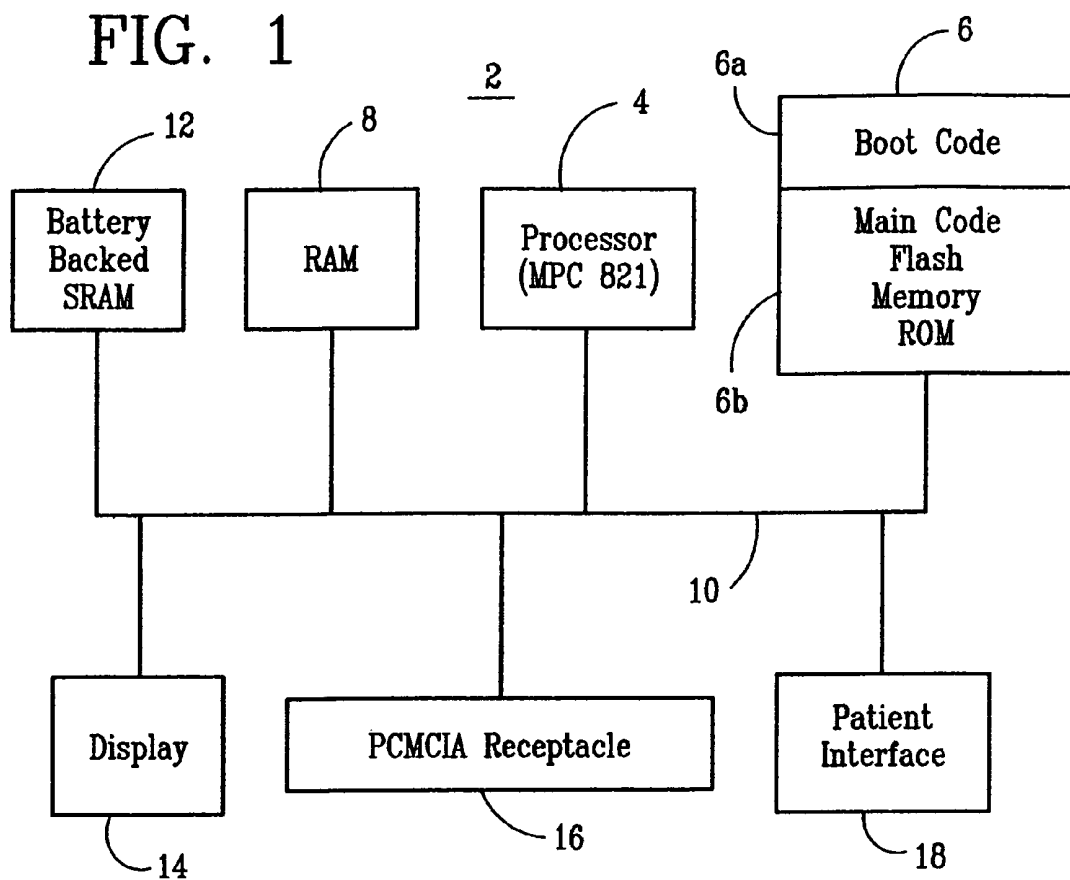 FIG. 1
2
6
6a
12
8
4
Boot Code
Battery
Backed
SRAM
RAM
Processor
(MPC 821)
Main Code
Flash
Memory
ROM
6b
10
Display
PCMCIA Receptacle
Patient
Interface
14
16
18